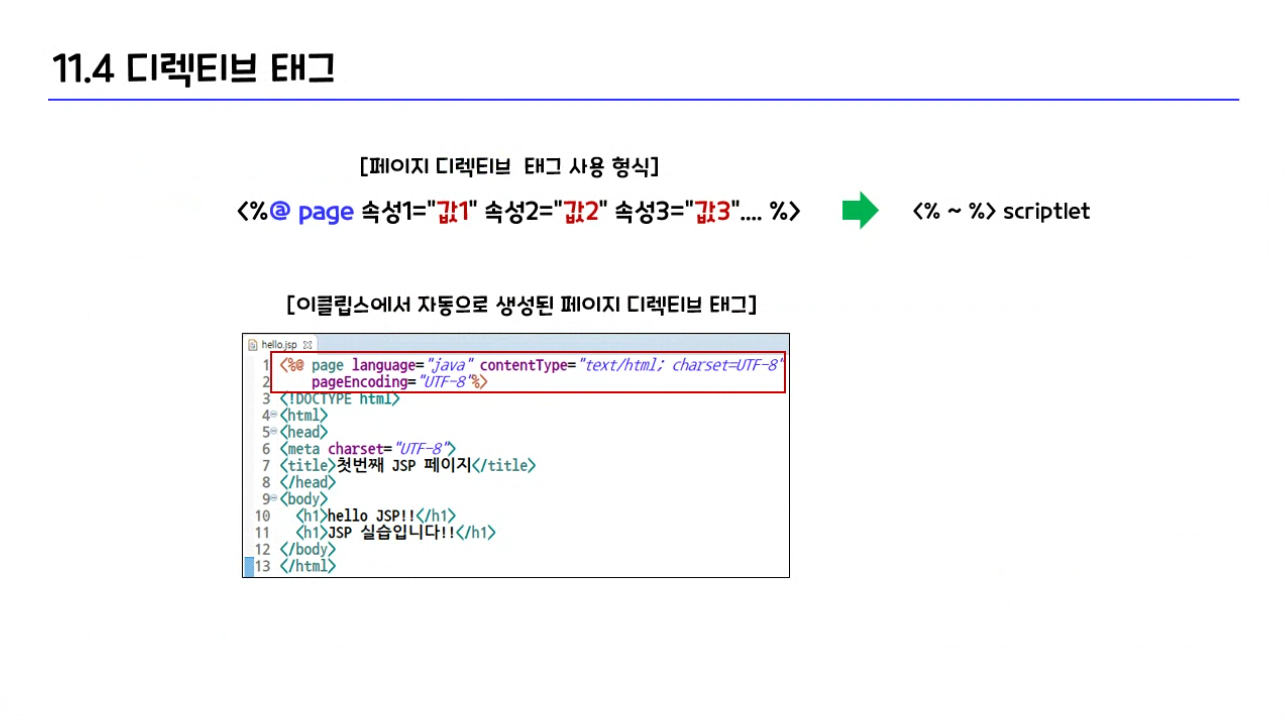 11.4 디렉티브 태그
[페이지 디렉티브 태그 사용 형식]
<%@ page 속성1="값1" 속성2="값2" 속성3="값3".... %> <% ~ %> scriptlet
[이클립스에서 자동으로 생성된 페이지 디렉티브 태그]
hello.jsp
1 <%@ page language="java" contentType="text/html; charset=UTF-8"
2 pageEncoding="UTF-8"%>
3 <!DOCTYPE html>
4 <html>
5 <head>
6 <meta charset="UTF-8">
7 <title>첫번째 JSP 페이지</title>
8 </head>
9 <body>
10 <h1>hello JSP!!</h1>
11 <h1>JSP 실습입니다!!</h1>
12 </body>
13 </html>